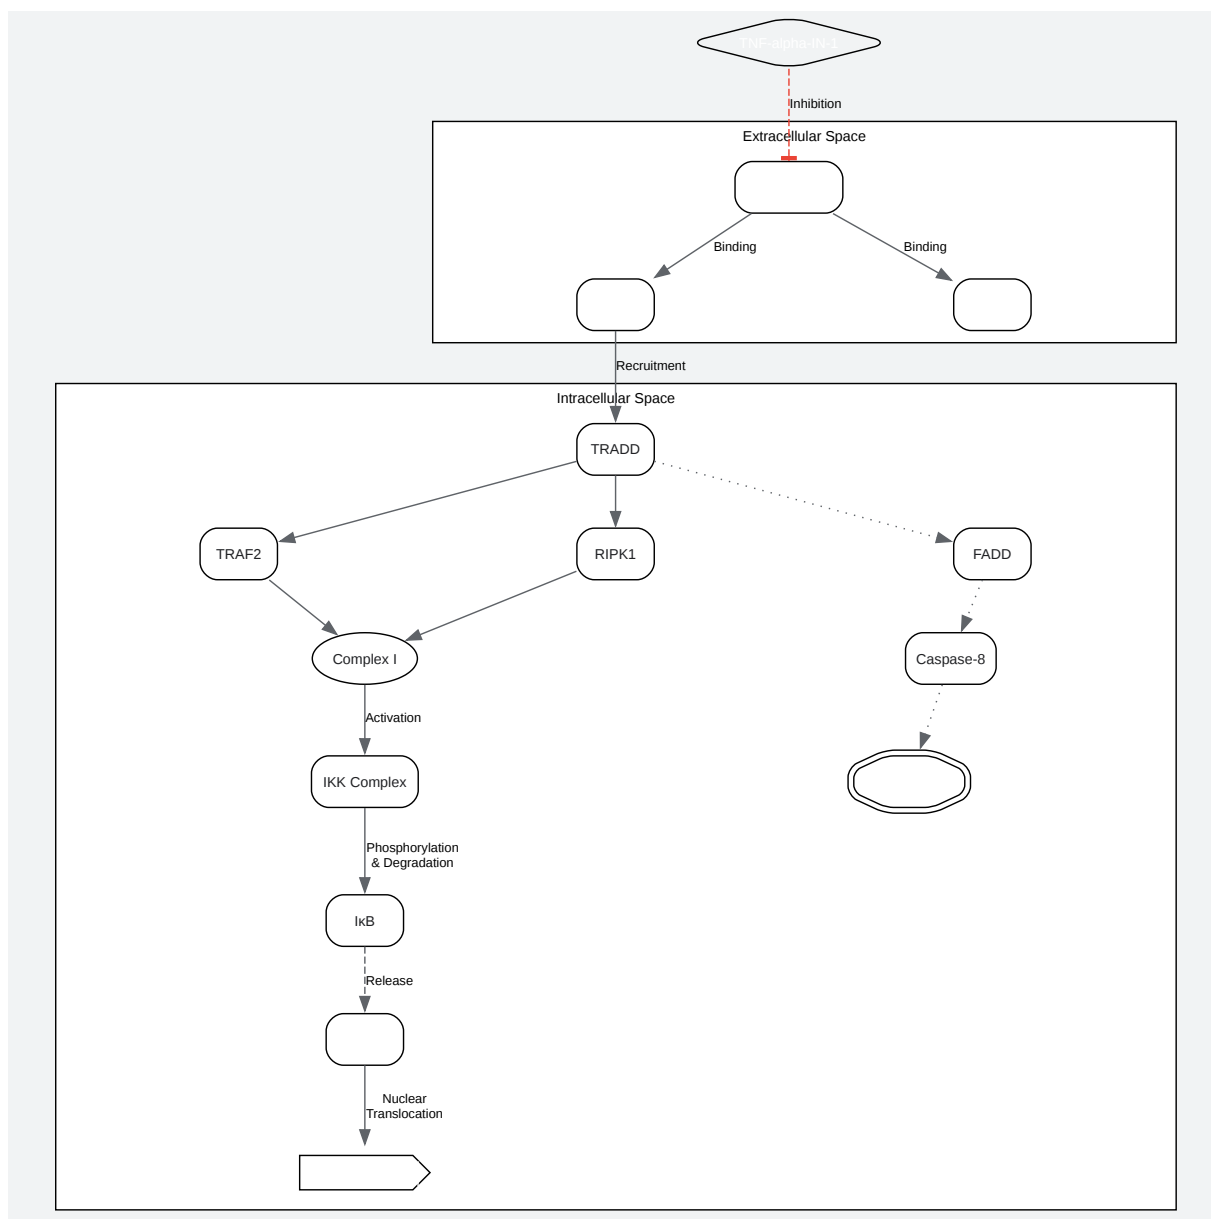 TNF-alpha-IN-1
Inhibition
Extracellular Space
Binding
Binding
Recruitment
Intracellular Space
TRADD
TRAF2
RIPK1
FADD
Complex I
Caspase-8
Activation
IKK Complex
Phosphorylation
& Degradation
IκB
Release
Nuclear
Translocation